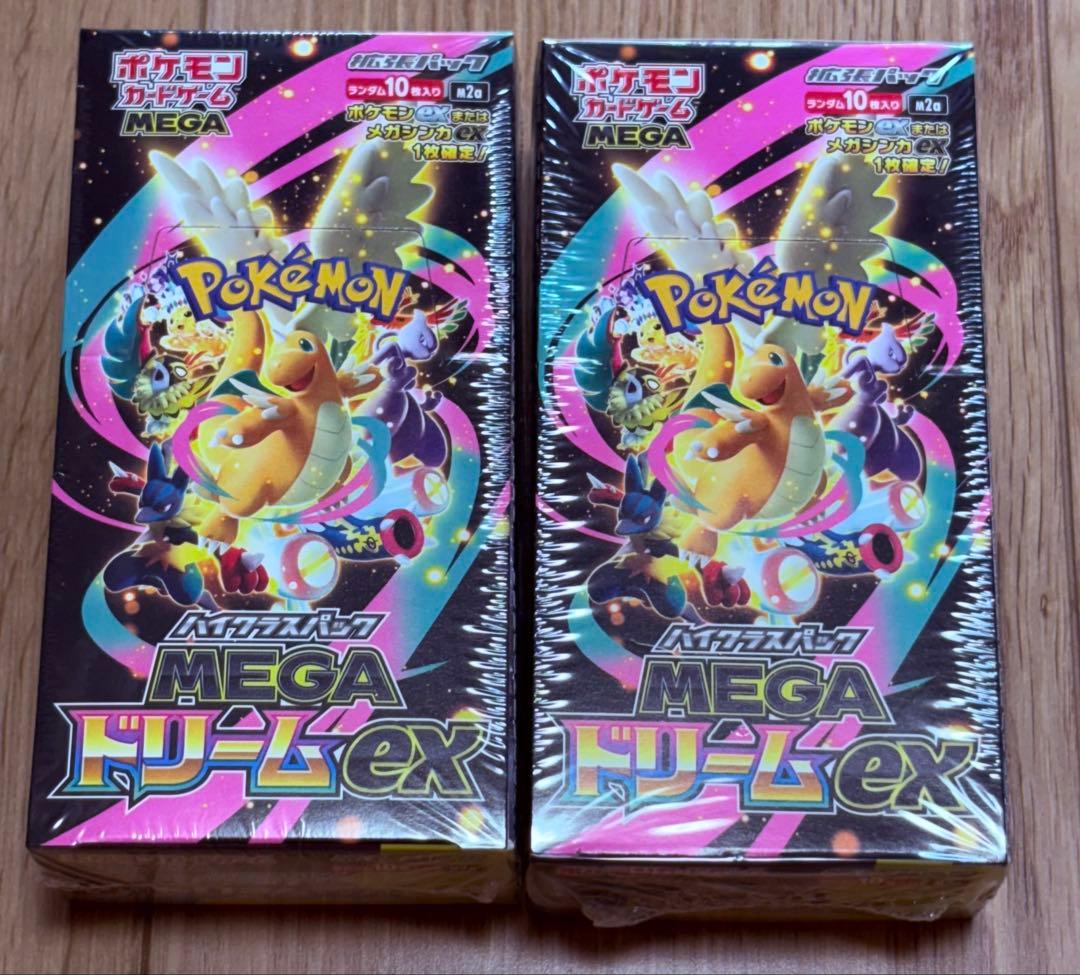 ポケモン
カードゲーム
MEGA
拡張パック
ランダム10枚入り m2a
ポケモンexまたは
メガシンカex
1枚確定!
POKéMON
ハイクラスパック
MEGA
ドリームex
ポケモン
カードゲーム
MEGA
拡張パック
ランダム10枚入り m2a
ポケモンexまたは
メガシンカex
1枚確定!
POKéMON
ハイクラスパック
MEGA
ドリームex